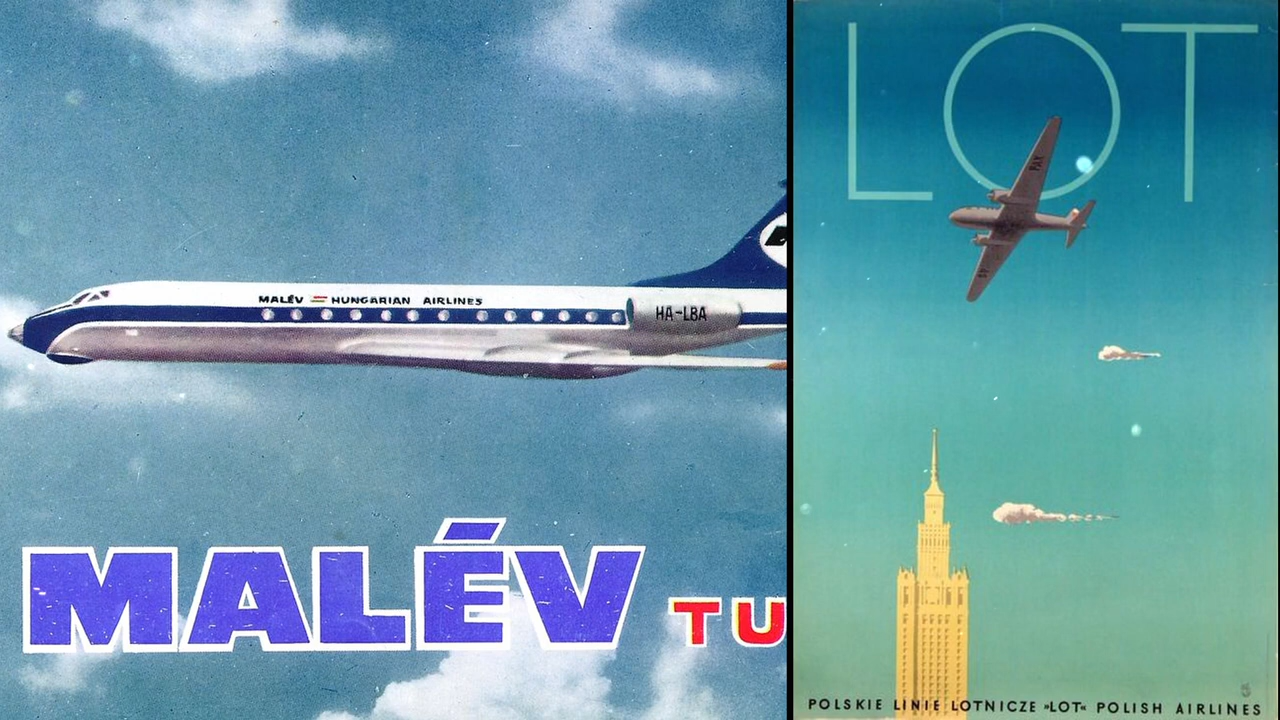 MALÉV HUNGARIAN AIRLINES
HA-LBA
MALÉV TU
LOT
POLSKIE LINIE LOTNICZE »LOT« POLISH AIRLINES